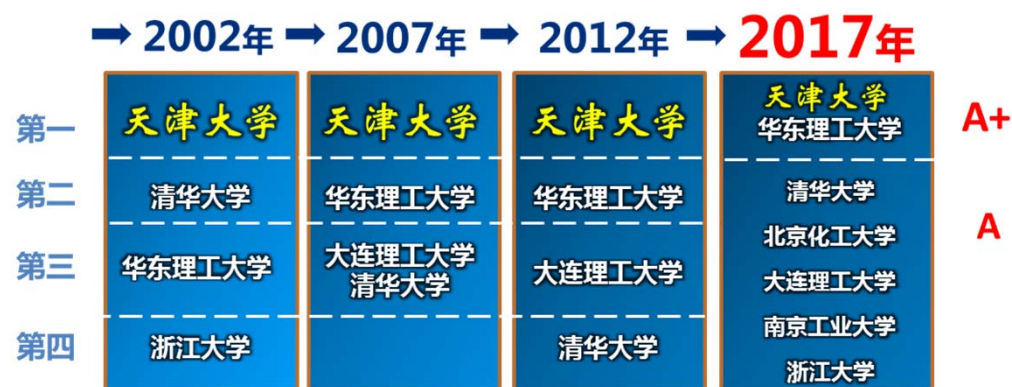 2002年 2007年 2012年 2017年
第一 天津大学 天津大学 天津大学 天津大学 A+
华东理工大学
第二 清华大学 华东理工大学 华东理工大学 清华大学
北京化工大学 A
第三 华东理工大学 大连理工大学 大连理工大学 大连理工大学
清华大学
南京工业大学
第四 浙江大学 清华大学 浙江大学